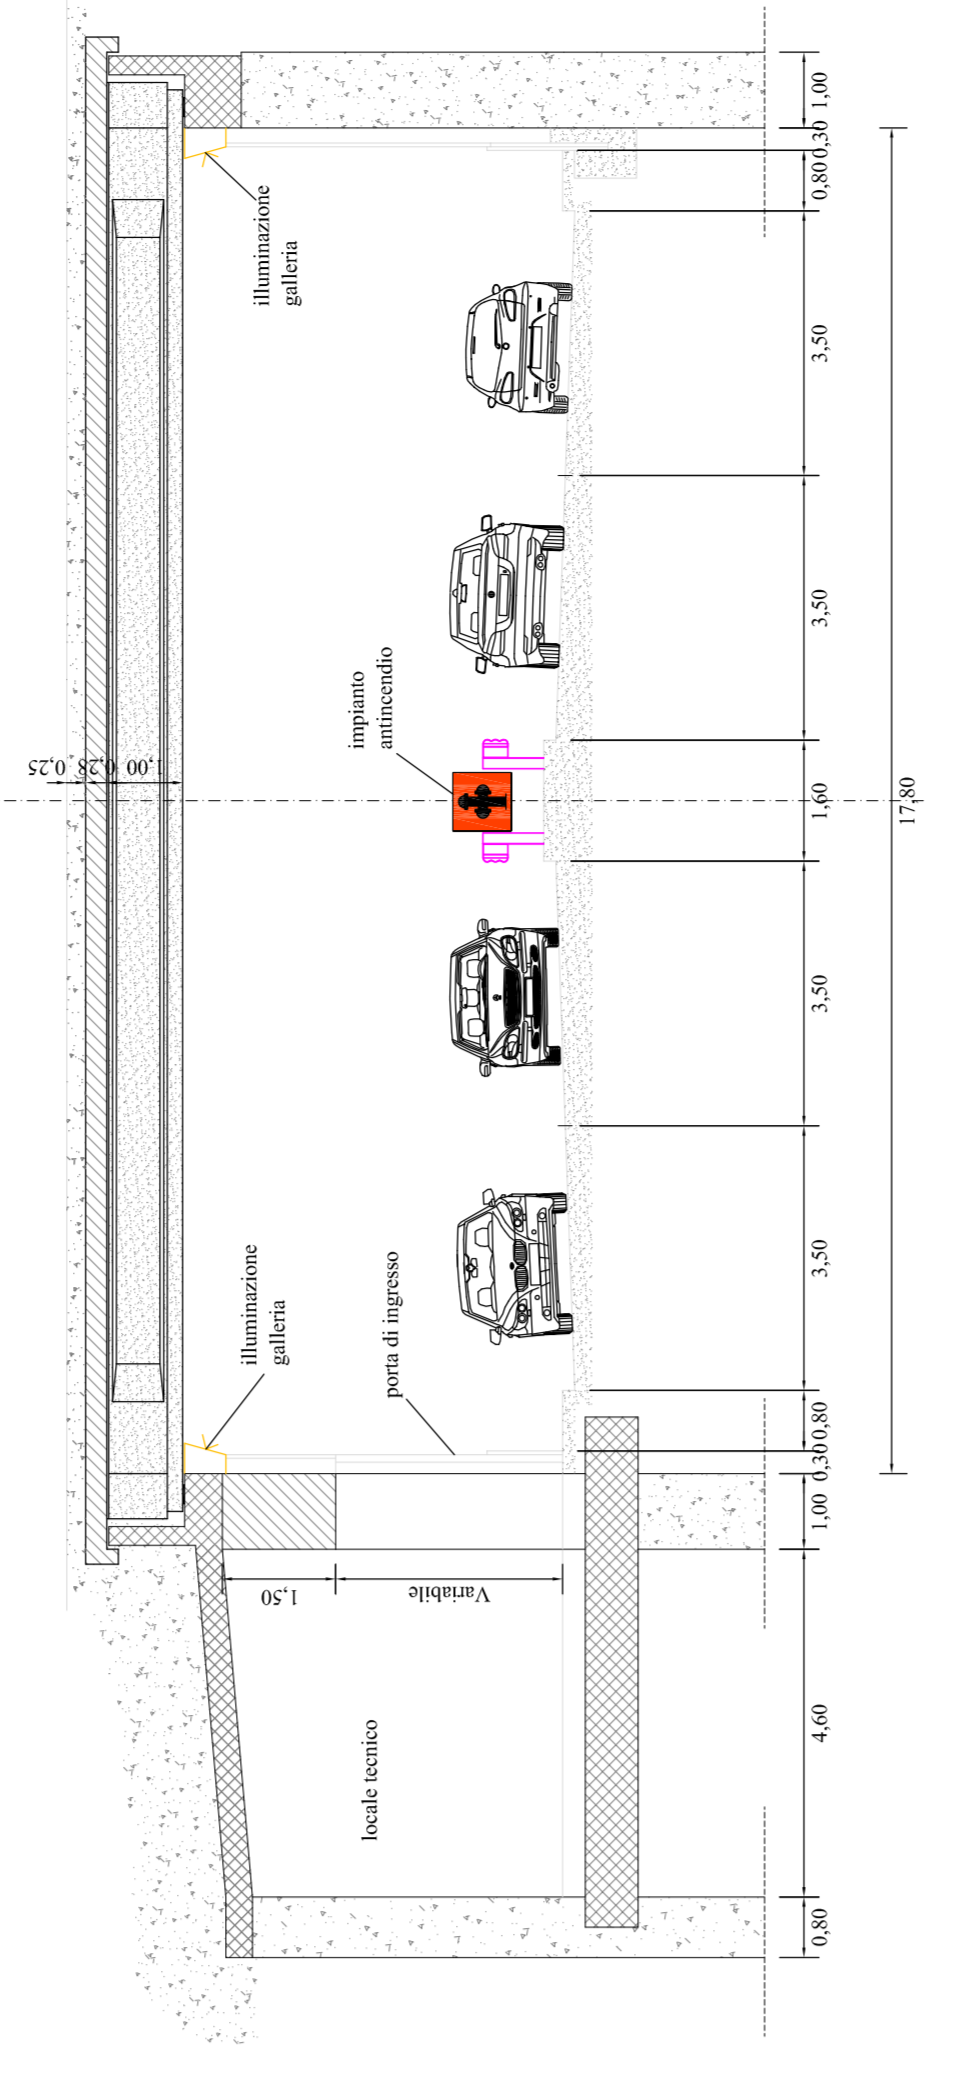 0,25
0,28
1,00
illuminazione
galleria
illuminazione
galleria
impianto
antincendio
porta di ingresso
1,50
Variabile
locale tecnico
0,80
4,60
1,00
0,30
0,80
3,50
3,50
1,60
3,50
3,50
0,80
0,30
1,00
17,80